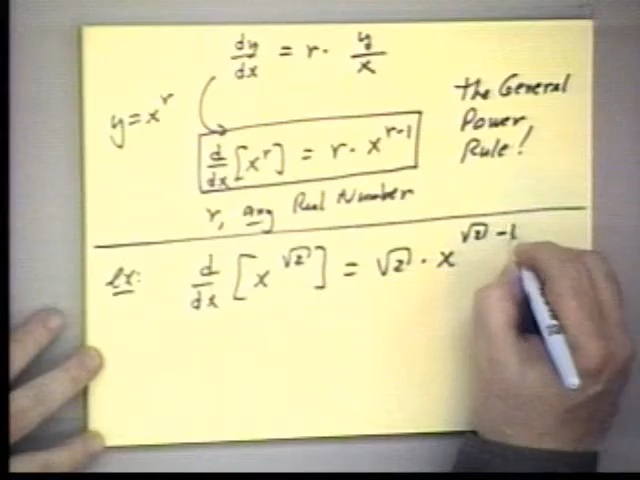 dy/dx = r · y/x
y = x^r
d/dx [x^r] = r · x^(r-1)
the General
Power
Rule!
r, any Real Number
ex: d/dx [x^√2] = √2 · x^(√2 - 1)